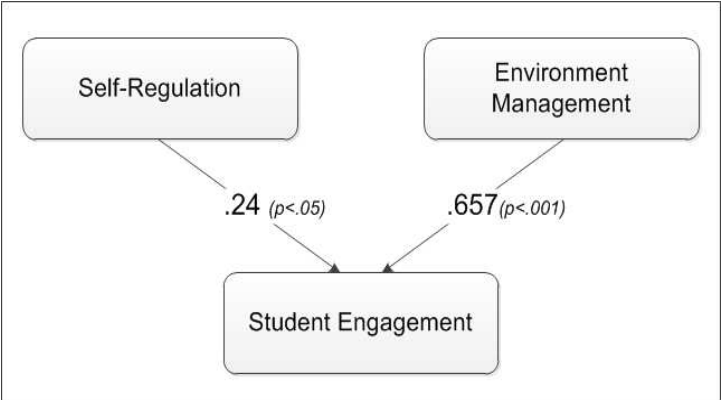 Self-Regulation
Environment
Management
.24 (p<.05)
.657(p<.001)
Student Engagement